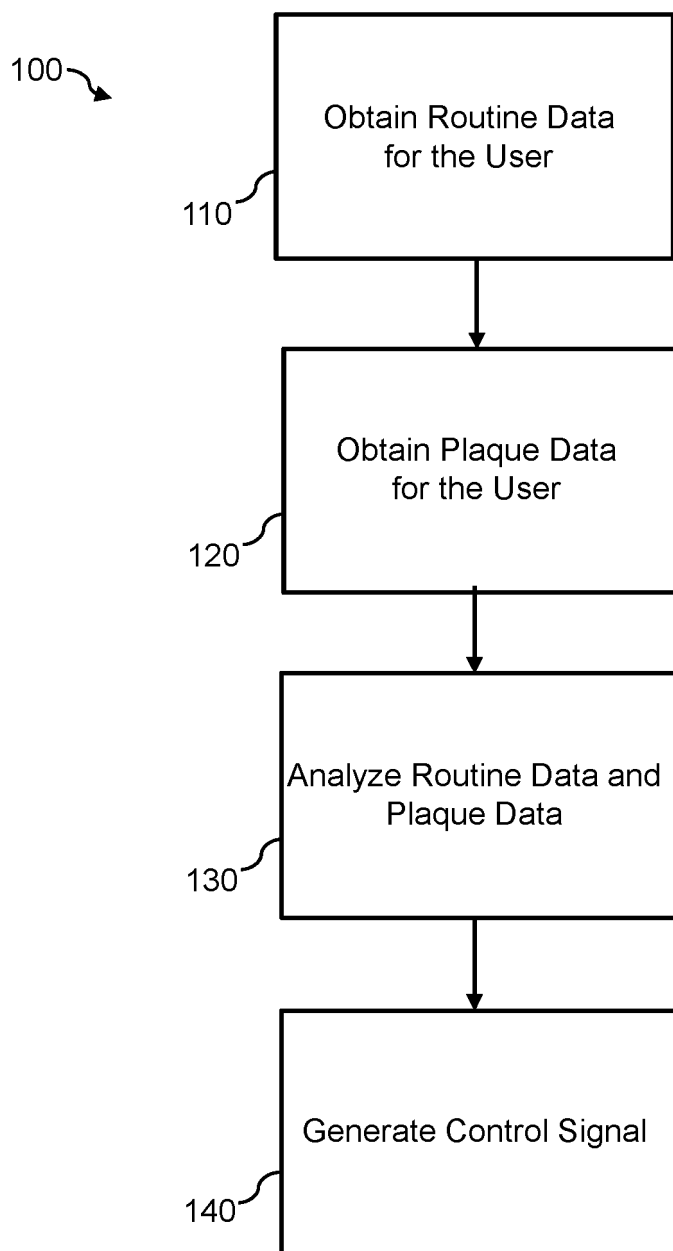 100
Obtain Routine Data
for the User
110
Obtain Plaque Data
for the User
120
Analyze Routine Data and
Plaque Data
130
Generate Control Signal
140